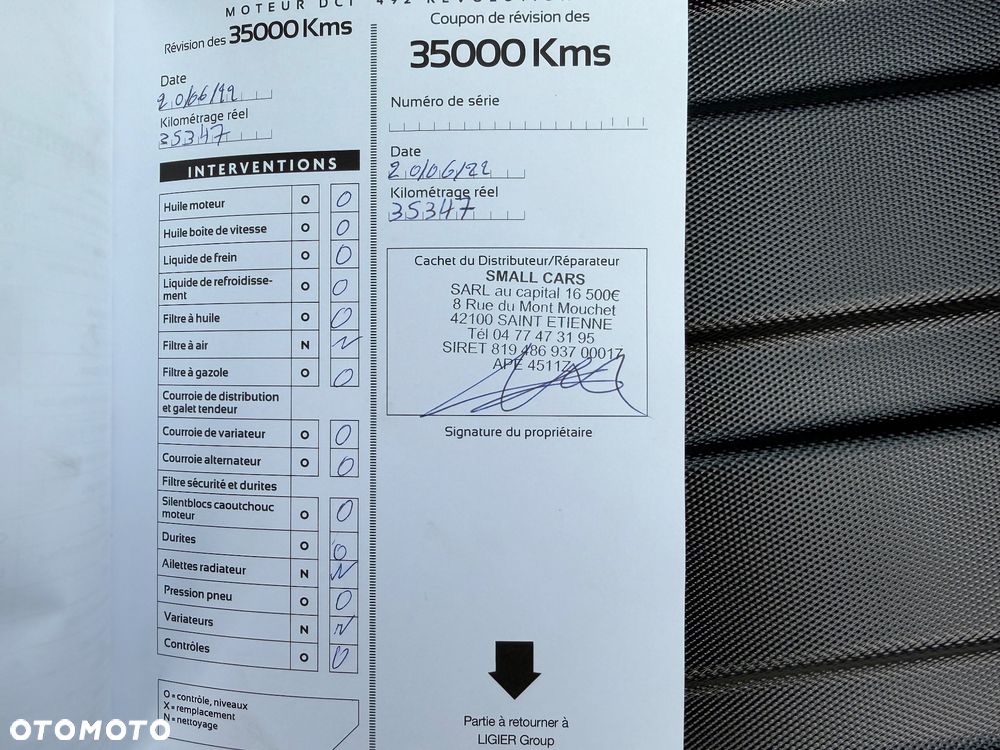 MOTEUR DCI 492 REVOLUTION
Révision des 35000 Kms
Date
20/06/22
Kilométrage réel
35347
INTERVENTIONS
Huile moteur O O
Huile boîte de vitesse O O
Liquide de frein O O
Liquide de refroidisse-
ment O O
Filtre à huile O O
Filtre à air N N
Filtre à gazole O O
Courroie de distribution
et galet tendeur
Courroie de variateur O O
Courroie alternateur O O
Filtre sécurité et durites
Silentblocs caoutchouc
moteur O O
Durites O O
Ailettes radiateur N N
Pression pneu O O
Variateurs N N
Contrôles O O
O = contrôle, niveaux
X = remplacement
N = nettoyage
Coupon de révision des
35000 Kms
Numéro de série
Date
20/06/22
Kilométrage réel
35347
Cachet du Distributeur/Réparateur
SMALL CARS
SARL au capital 16 500€
8 Rue du Mont Mouchet
42100 SAINT ETIENNE
Tél 04 77 47 31 95
SIRET 819 486 937 00017
APE 4511Z
Signature du propriétaire
Partie à retourner à
LIGIER Group
OTOMOTO